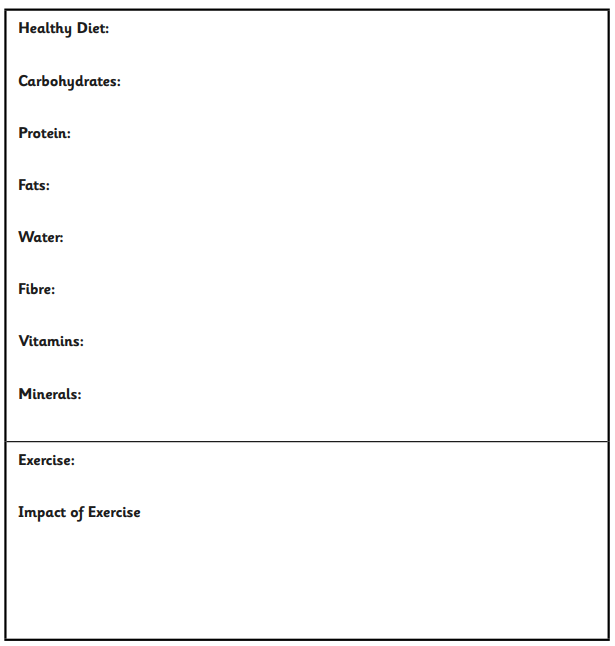 Healthy Diet:
Carbohydrates:
Protein:
Fats:
Water:
Fibre:
Vitamins:
Minerals:
Exercise:
Impact of Exercise